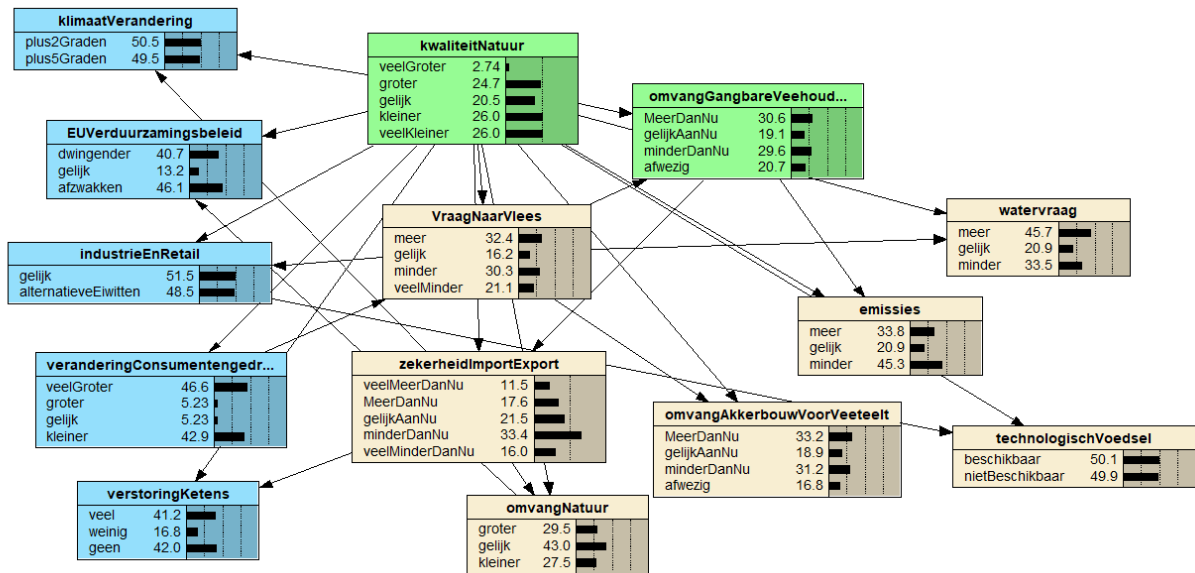 klimaatVerandering
plus2Graden 50.5
plus5Graden 49.5
kwaliteitNatuur
veelGroter 2.74
groter 24.7
gelijk 20.5
kleiner 26.0
veelKleiner 26.0
omvangGangbareVeehoud...
MeerDanNu 30.6
gelijkAanNu 19.1
minderDanNu 29.6
afwezig 20.7
EUVerduurzamingsbeleid
dwingender 40.7
gelijk 13.2
afzwakken 46.1
VraagNaarVlees
meer 32.4
gelijk 16.2
minder 30.3
veelMinder 21.1
watervraag
meer 45.7
gelijk 20.9
minder 33.5
industrieEnRetail
gelijk 51.5
alternatieveEiwitten 48.5
emissies
meer 33.8
gelijk 20.9
minder 45.3
veranderingConsumentengedr...
veelGroter 46.6
groter 5.23
gelijk 5.23
kleiner 42.9
zekerheidImportExport
veelMeerDanNu 11.5
MeerDanNu 17.6
gelijkAanNu 21.5
minderDanNu 33.4
veelMinderDanNu 16.0
omvangAkkerbouwVoorVeeteelt
MeerDanNu 33.2
gelijkAanNu 18.9
minderDanNu 31.2
afwezig 16.8
technologischVoedsel
beschikbaar 50.1
nietBeschikbaar 49.9
verstoringKetens
veel 41.2
weinig 16.8
geen 42.0
omvangNatuur
groter 29.5
gelijk 43.0
kleiner 27.5